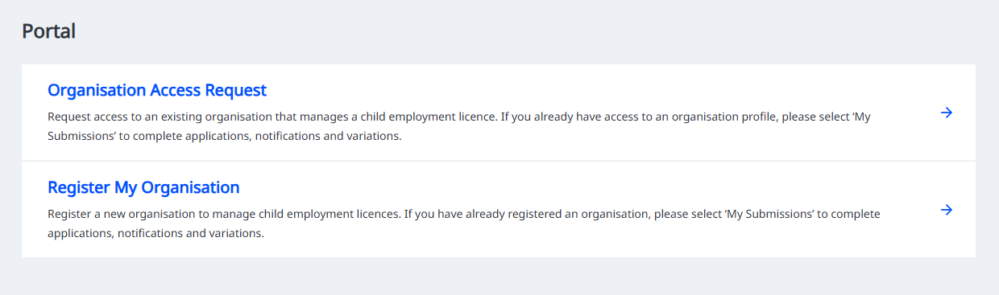 Portal
Organisation Access Request
Request access to an existing organisation that manages a child employment licence. If you already have access to an organisation profile, please select ‘My
Submissions’ to complete applications, notifications and variations.
Register My Organisation
Register a new organisation to manage child employment licences. If you have already registered an organisation, please select ‘My Submissions’ to complete
applications, notifications and variations.